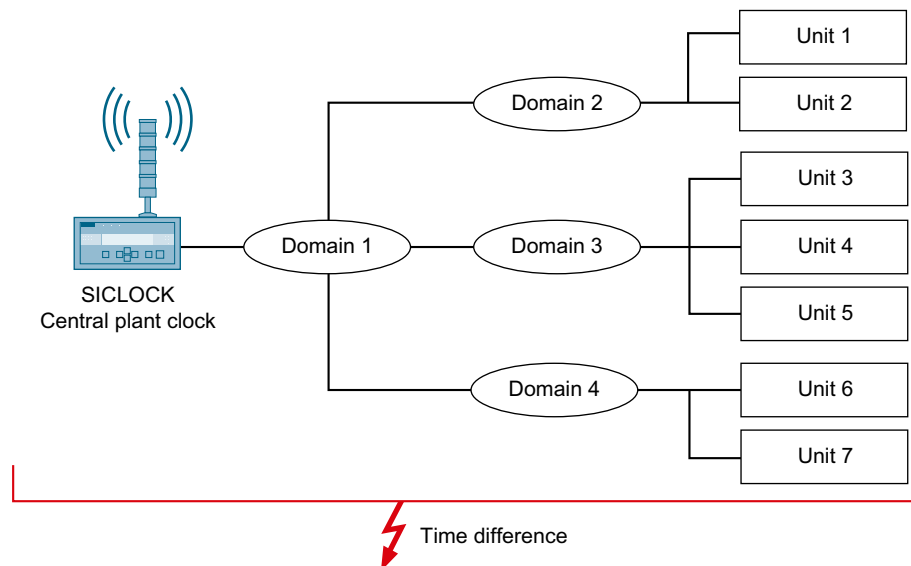 Unit 1
Domain 2
Unit 2
Unit 3
Domain 1
Domain 3
Unit 4
SICLOCK
Central plant clock
Unit 5
Domain 4
Unit 6
Unit 7
Time difference